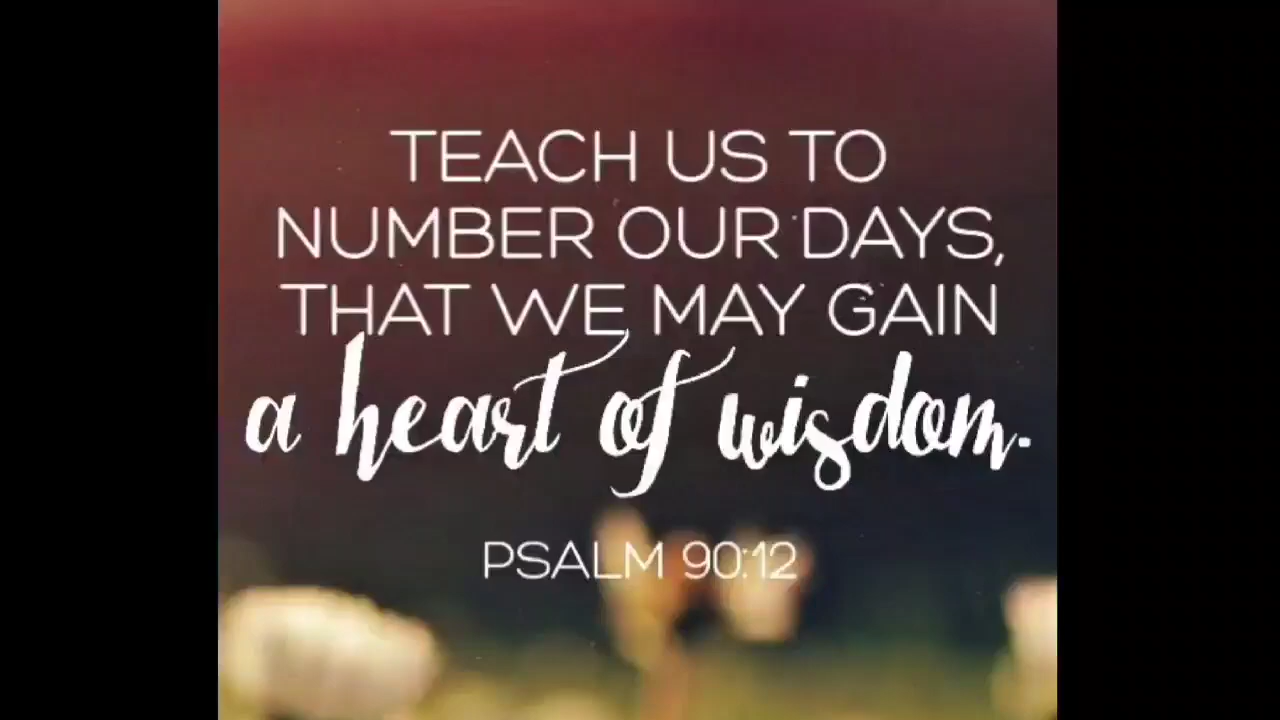 TEACH US TO
NUMBER OUR DAYS,
THAT WE MAY GAIN
a heart of wisdom.
PSALM 90:12